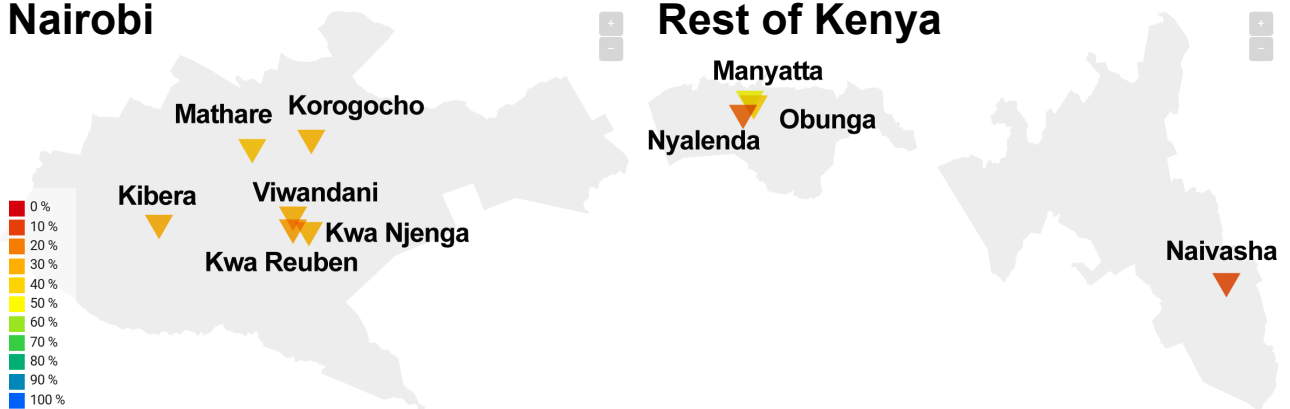 Nairobi
+
−
Mathare
Korogocho
Kibera
Viwandani
Kwa Njenga
Kwa Reuben
0 %
10 %
20 %
30 %
40 %
50 %
60 %
70 %
80 %
90 %
100 %
Rest of Kenya
+
−
Manyatta
Obunga
Nyalenda
Naivasha